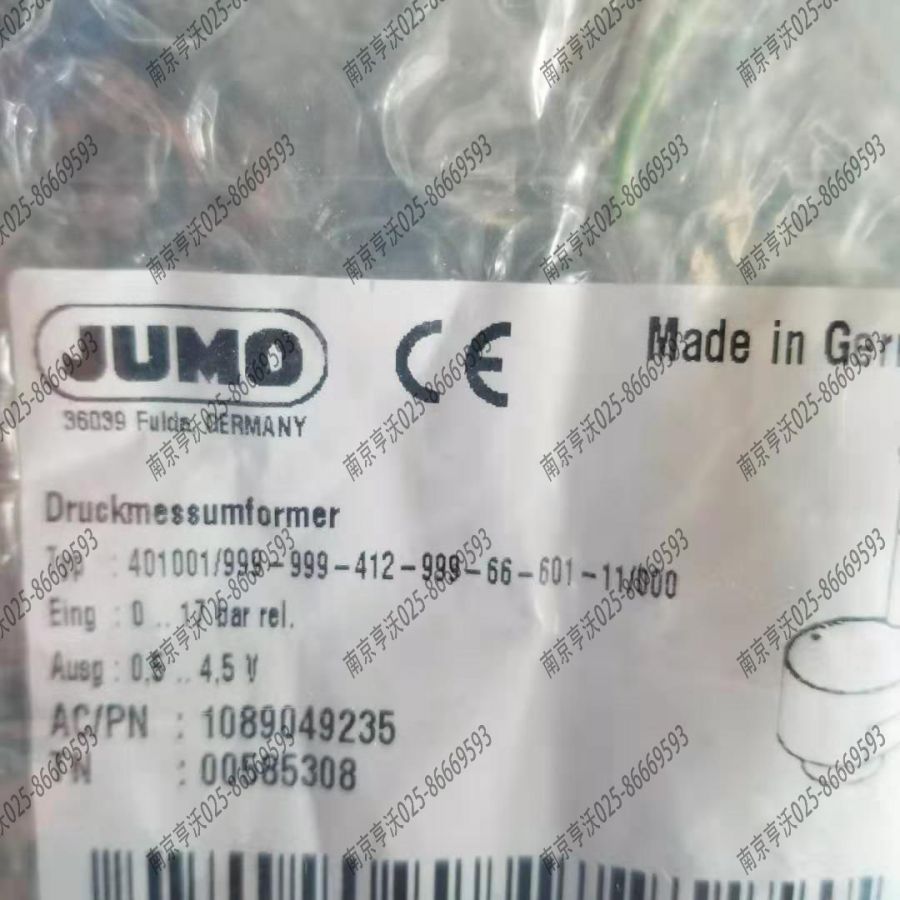 JUMO
CE
Made in Ger
36039 Fulda, GERMANY
Druckmessumformer
Typ : 401001/999-999-412-999-66-601-11/000
Eing : 0 .. 17 Bar rel.
Ausg : 0,5 .. 4,5 V
AC/PN : 1089049235
TN : 00585308
南京亨沃025-86669593